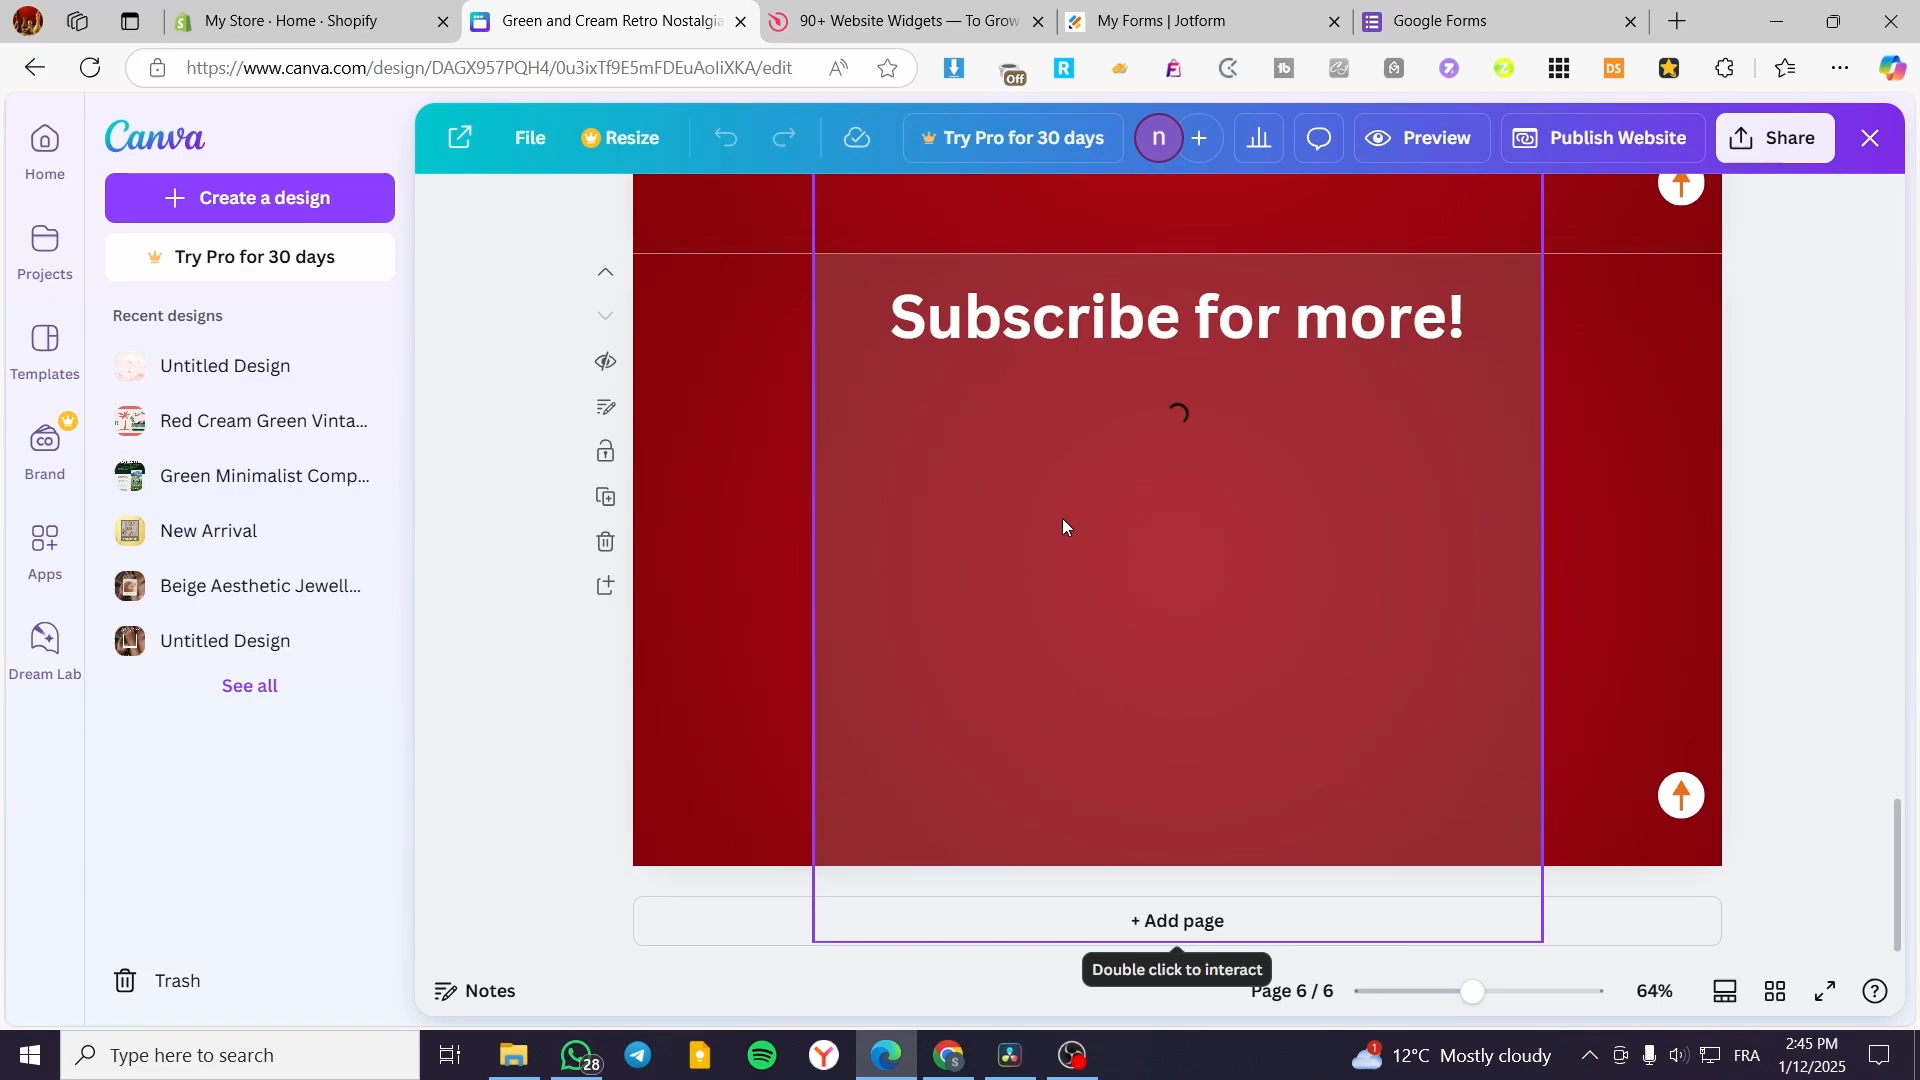 My Store · Home · Shopify
Green and Cream Retro Nostalgia
90+ Website Widgets — To Grow
My Forms | Jotform
Google Forms
https://www.canva.com/design/DAGX957PQH4/0u3ixTf9E5mFDEuAoliXKA/edit
Off
DS
Home
Projects
Templates
Brand
Apps
Dream Lab
Canva
Create a design
Try Pro for 30 days
Recent designs
Untitled Design
Red Cream Green Vinta...
Green Minimalist Comp...
New Arrival
Beige Aesthetic Jewell...
Untitled Design
See all
Trash
File
Resize
Try Pro for 30 days
n
Preview
Publish Website
Share
Subscribe for more!
+ Add page
Double click to interact
Notes
Page 6 / 6
64%
Type here to search
28
1
12°C Mostly cloudy
FRA
2:45 PM
1/12/2025